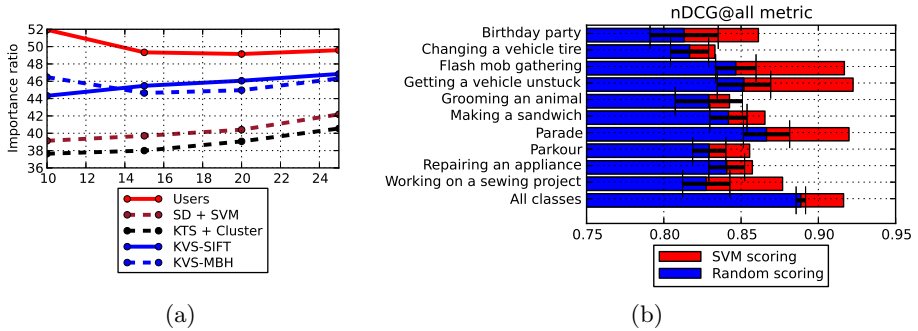 52
50
48
46
44
42
40
38
36
Importance ratio
10 12 14 16 18 20 22 24
Users
SD + SVM
KTS + Cluster
KVS-SIFT
KVS-MBH
(a)
nDCG@all metric
Birthday party
Changing a vehicle tire
Flash mob gathering
Getting a vehicle unstuck
Grooming an animal
Making a sandwich
Parade
Parkour
Repairing an appliance
Working on a sewing project
All classes
0.75 0.80 0.85 0.90 0.95
SVM scoring
Random scoring
(b)